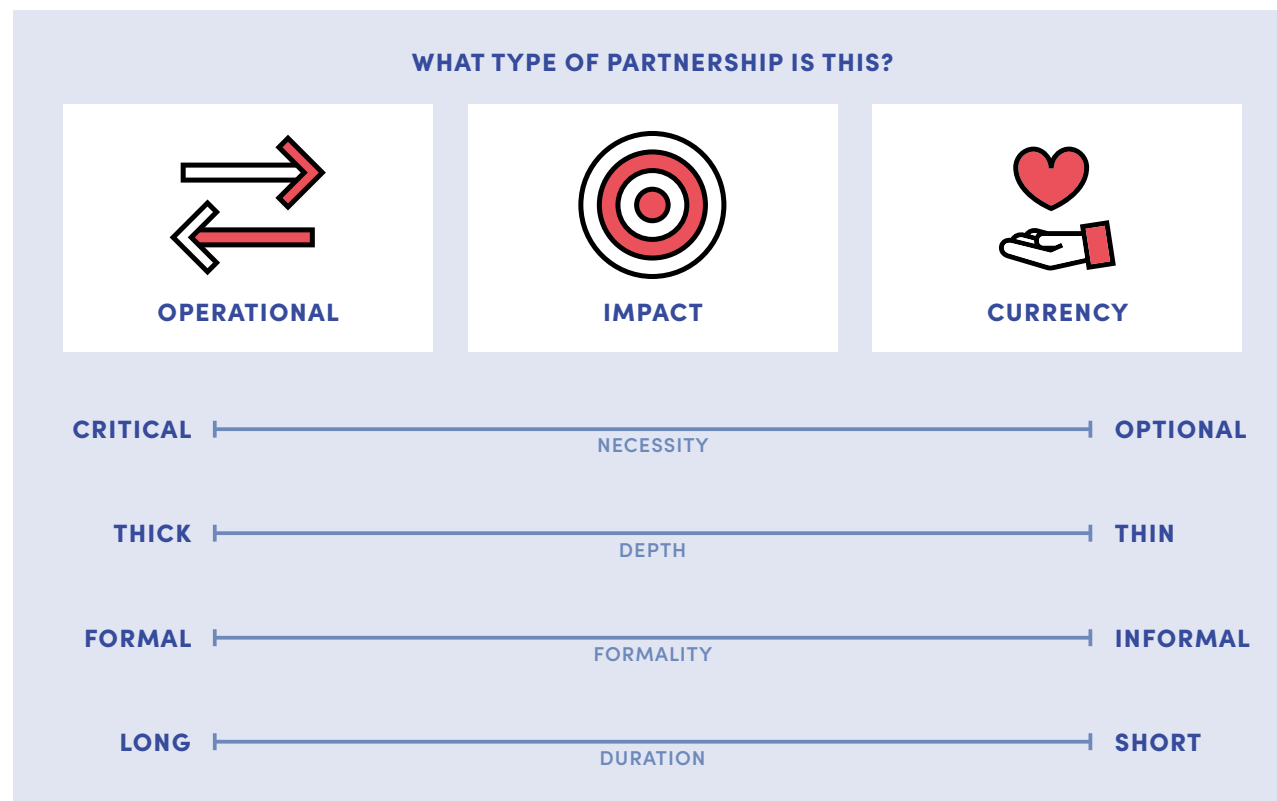 WHAT TYPE OF PARTNERSHIP IS THIS?
OPERATIONAL
IMPACT
CURRENCY
CRITICAL
NECESSITY
OPTIONAL
THICK
DEPTH
THIN
FORMAL
FORMALITY
INFORMAL
LONG
DURATION
SHORT